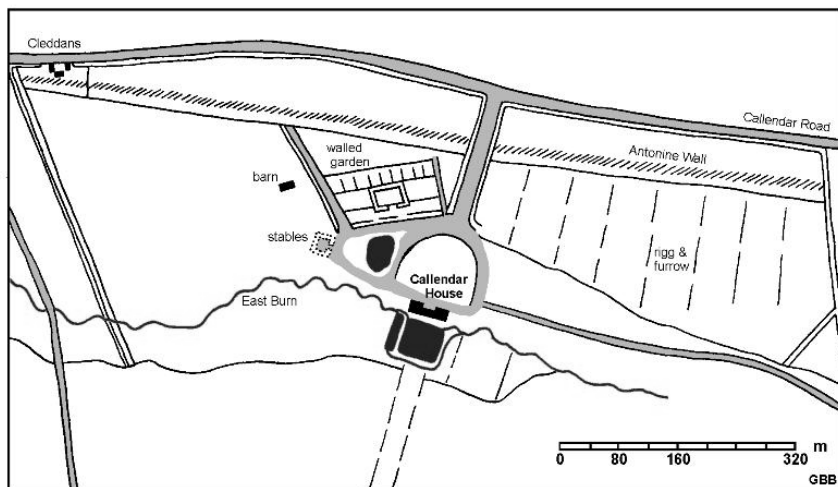 Cleddans
Callendar Road
walled
garden
Antonine Wall
barn
stables
rigg &
furrow
Callendar
House
East Burn
m
0 80 160 320
GBB